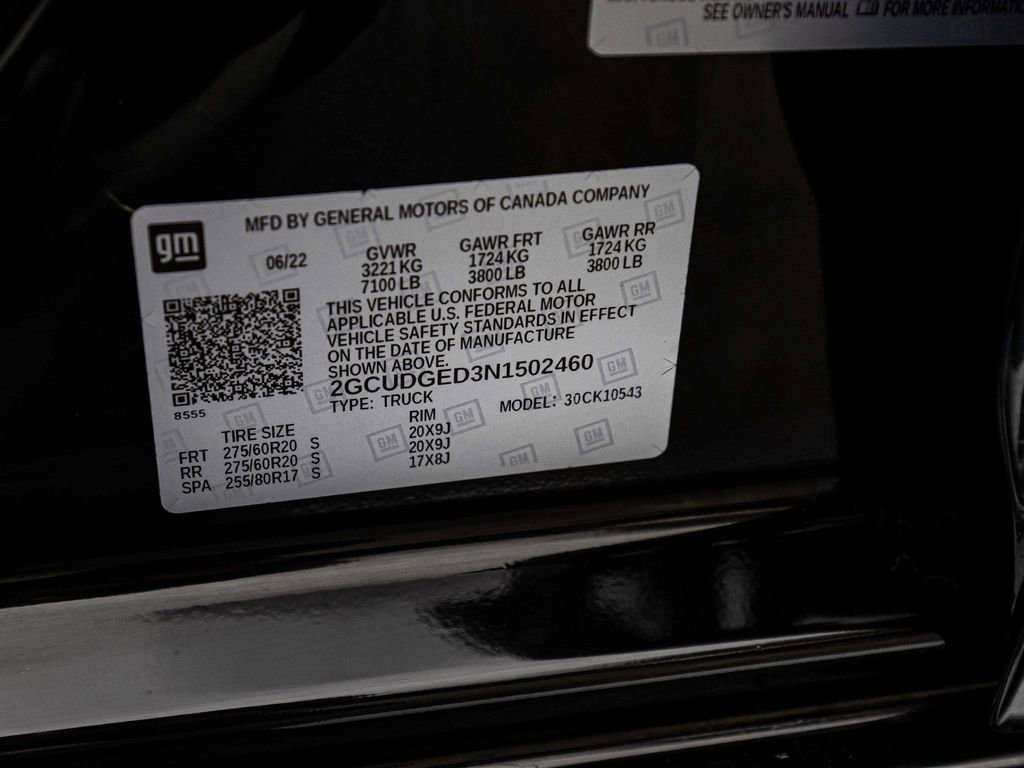 SEE OWNER'S MANUAL FOR MORE INFORMATIO
MFD BY GENERAL MOTORS OF CANADA COMPANY
gm
06/22
GVWR GAWR FRT GAWR RR
3221 KG 1724 KG 1724 KG
7100 LB 3800 LB 3800 LB
THIS VEHICLE CONFORMS TO ALL
APPLICABLE U.S. FEDERAL MOTOR
VEHICLE SAFETY STANDARDS IN EFFECT
ON THE DATE OF MANUFACTURE
SHOWN ABOVE.
2GCUDGED3N1502460
TYPE: TRUCK MODEL: 30CK10543
8555
TIRE SIZE RIM
FRT 275/60R20 S 20X9J
RR 275/60R20 S 20X9J
SPA 255/80R17 S 17X8J